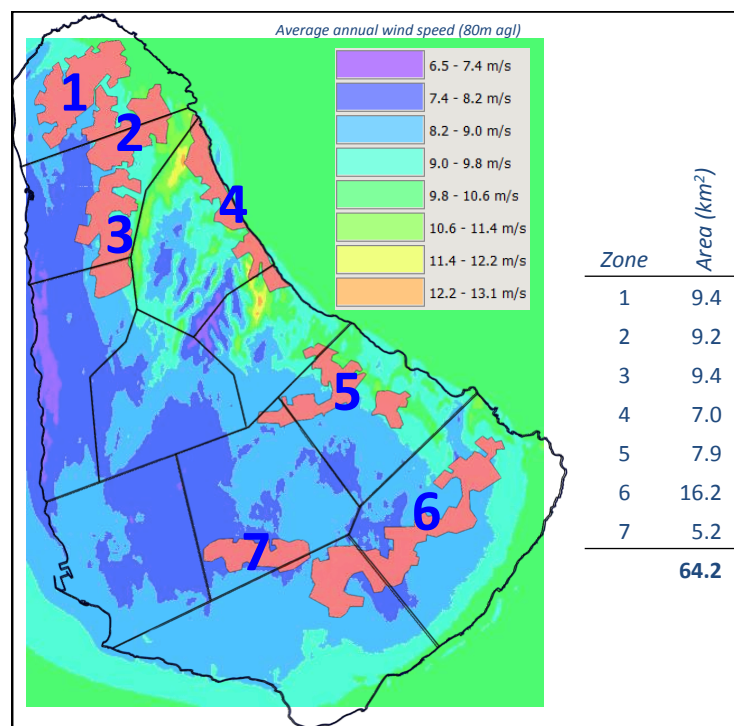 Average annual wind speed (80m agl)
6.5 - 7.4 m/s
7.4 - 8.2 m/s
8.2 - 9.0 m/s
9.0 - 9.8 m/s
9.8 - 10.6 m/s
10.6 - 11.4 m/s
11.4 - 12.2 m/s
12.2 - 13.1 m/s
1
2
3
4
5
6
7
Zone Area (km²)
1 9.4
2 9.2
3 9.4
4 7.0
5 7.9
6 16.2
7 5.2
64.2